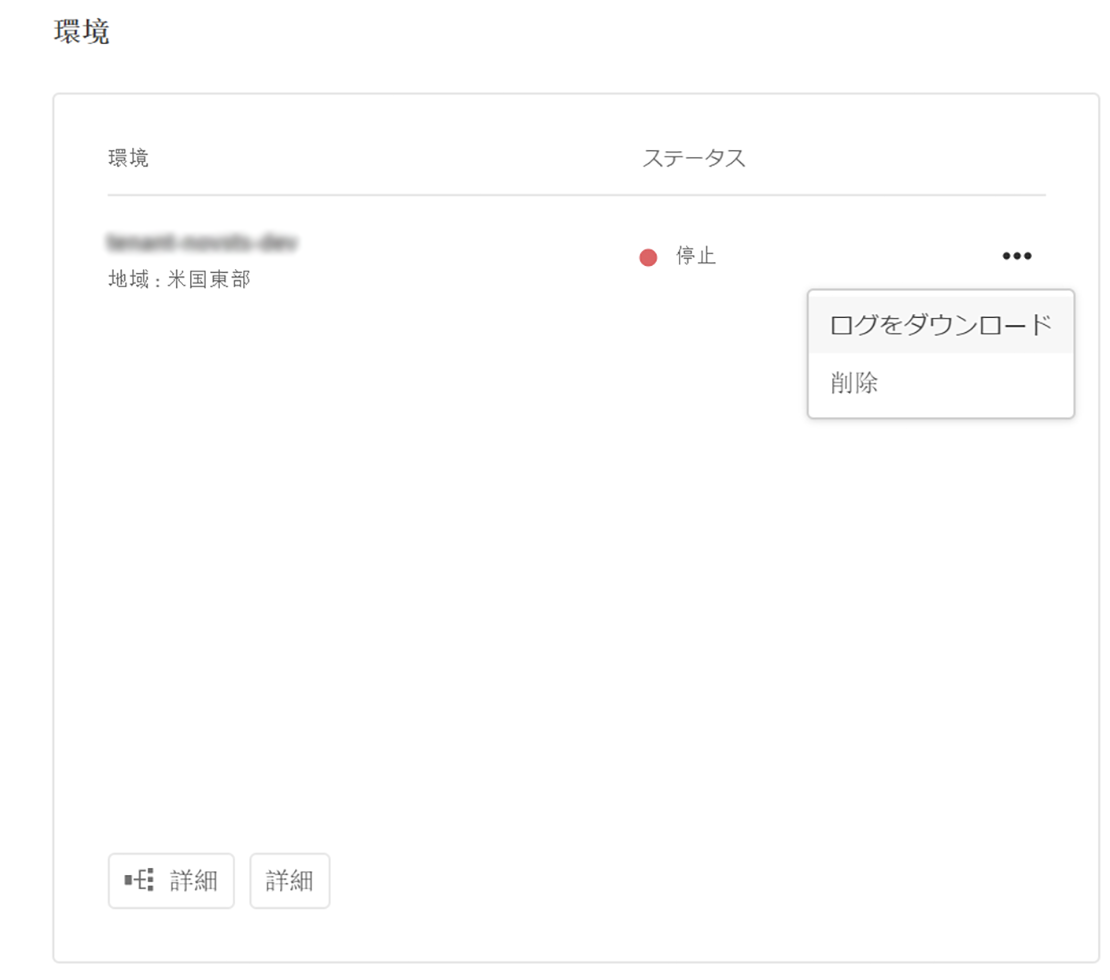 環境
環境
ステータス
地域 : 米国東部
停止
ログをダウンロード
削除
詳細
詳細